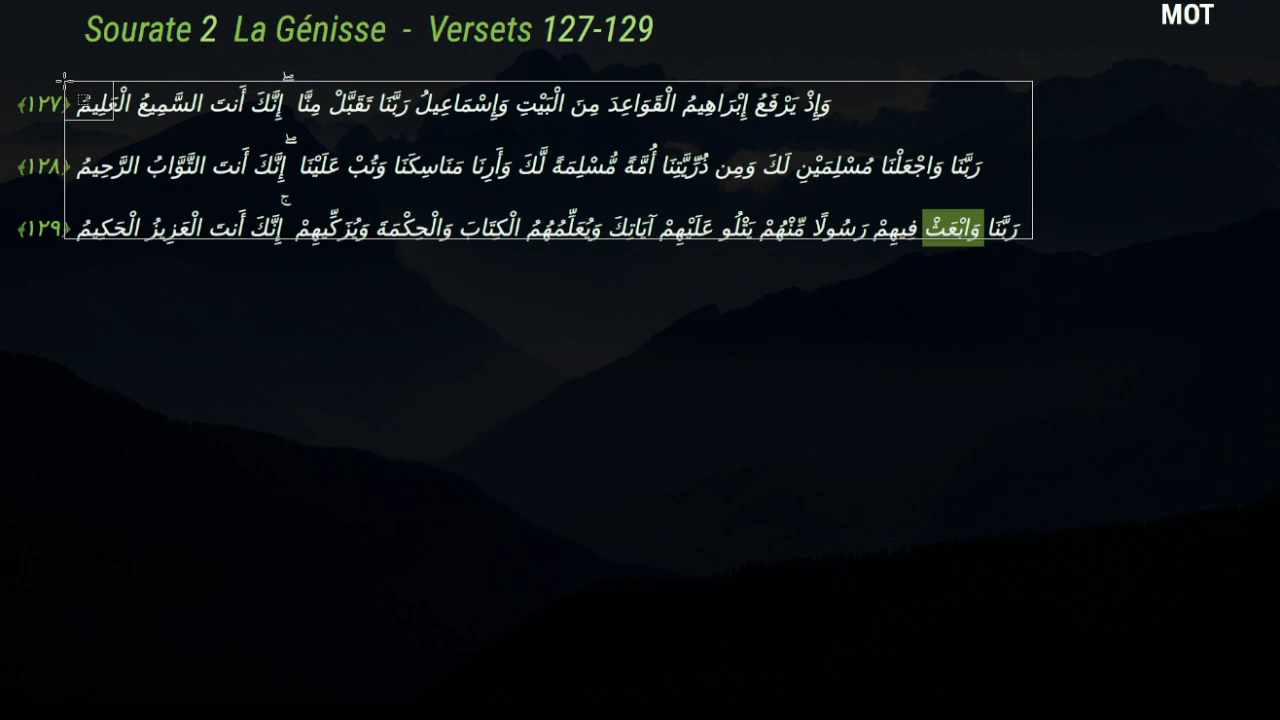 Sourate 2 La Génisse - Versets 127-129
MOT
وَإِذْ يَرْفَعُ إِبْرَاهِيمُ الْقَوَاعِدَ مِنَ الْبَيْتِ وَإِسْمَاعِيلُ رَبَّنَا تَقَبَّلْ مِنَّا ۖ إِنَّكَ أَنتَ السَّمِيعُ الْعَلِيمُ ﴿١٢٧﴾
رَبَّنَا وَاجْعَلْنَا مُسْلِمَيْنِ لَكَ وَمِن ذُرِّيَّتِنَا أُمَّةً مُّسْلِمَةً لَّكَ وَأَرِنَا مَنَاسِكَنَا وَتُبْ عَلَيْنَا ۖ إِنَّكَ أَنتَ التَّوَّابُ الرَّحِيمُ ﴿١٢٨﴾
رَبَّنَا وَابْعَثْ فِيهِمْ رَسُولًا مِّنْهُمْ يَتْلُو عَلَيْهِمْ آيَاتِكَ وَيُعَلِّمُهُمُ الْكِتَابَ وَالْحِكْمَةَ وَيُزَكِّيهِمْ ۚ إِنَّكَ أَنتَ الْعَزِيزُ الْحَكِيمُ ﴿١٢٩﴾